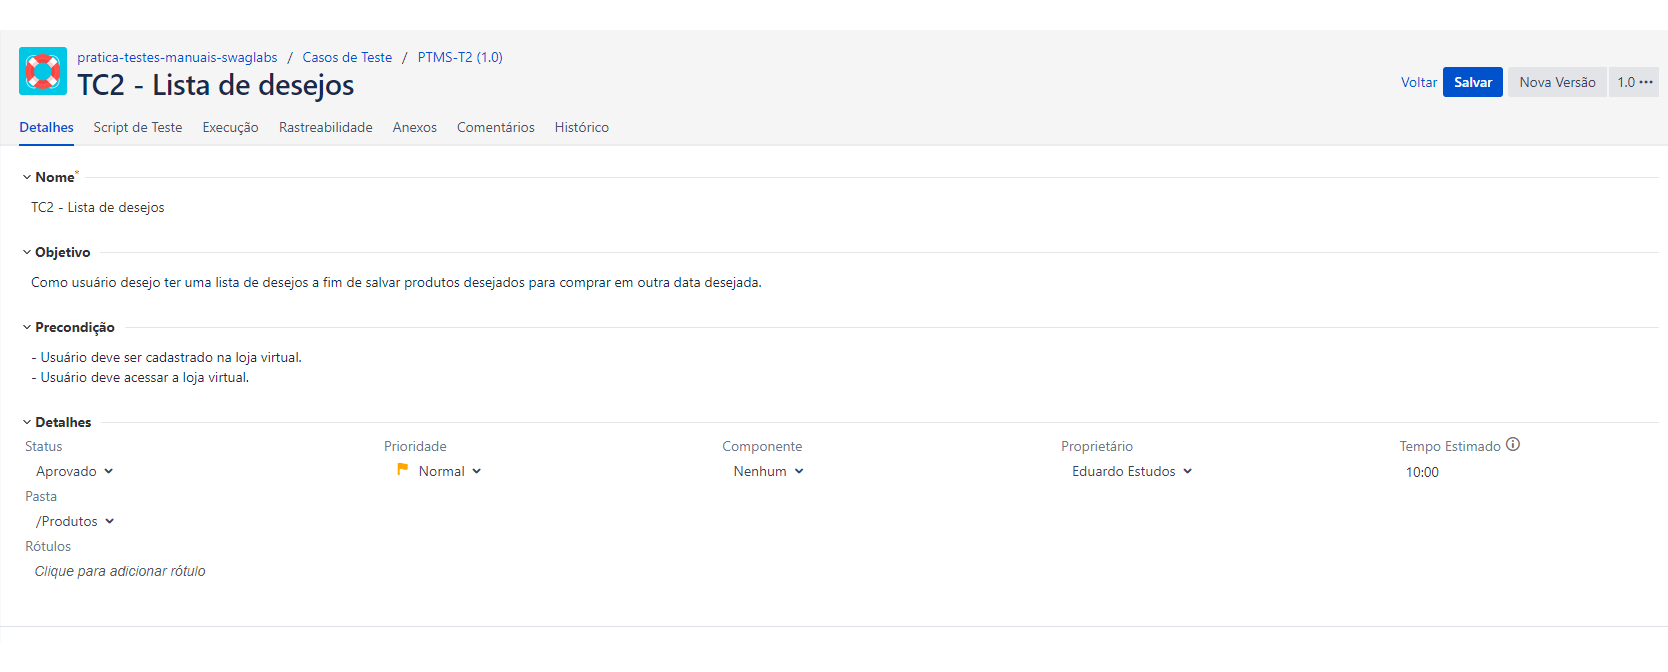 pratica-testes-manuais-swaglabs / Casos de Teste / PTMS-T2 (1.0)
TC2 - Lista de desejos
Voltar Salvar Nova Versão 1.0
Detalhes Script de Teste Execução Rastreabilidade Anexos Comentários Histórico
Nome*
TC2 - Lista de desejos
Objetivo
Como usuário desejo ter uma lista de desejos a fim de salvar produtos desejados para comprar em outra data desejada.
Precondição
- Usuário deve ser cadastrado na loja virtual.
- Usuário deve acessar a loja virtual.
Detalhes
Status Prioridade Componente Proprietário Tempo Estimado
Aprovado Normal Nenhum Eduardo Estudos 10:00
Pasta
/Produtos
Rótulos
Clique para adicionar rótulo